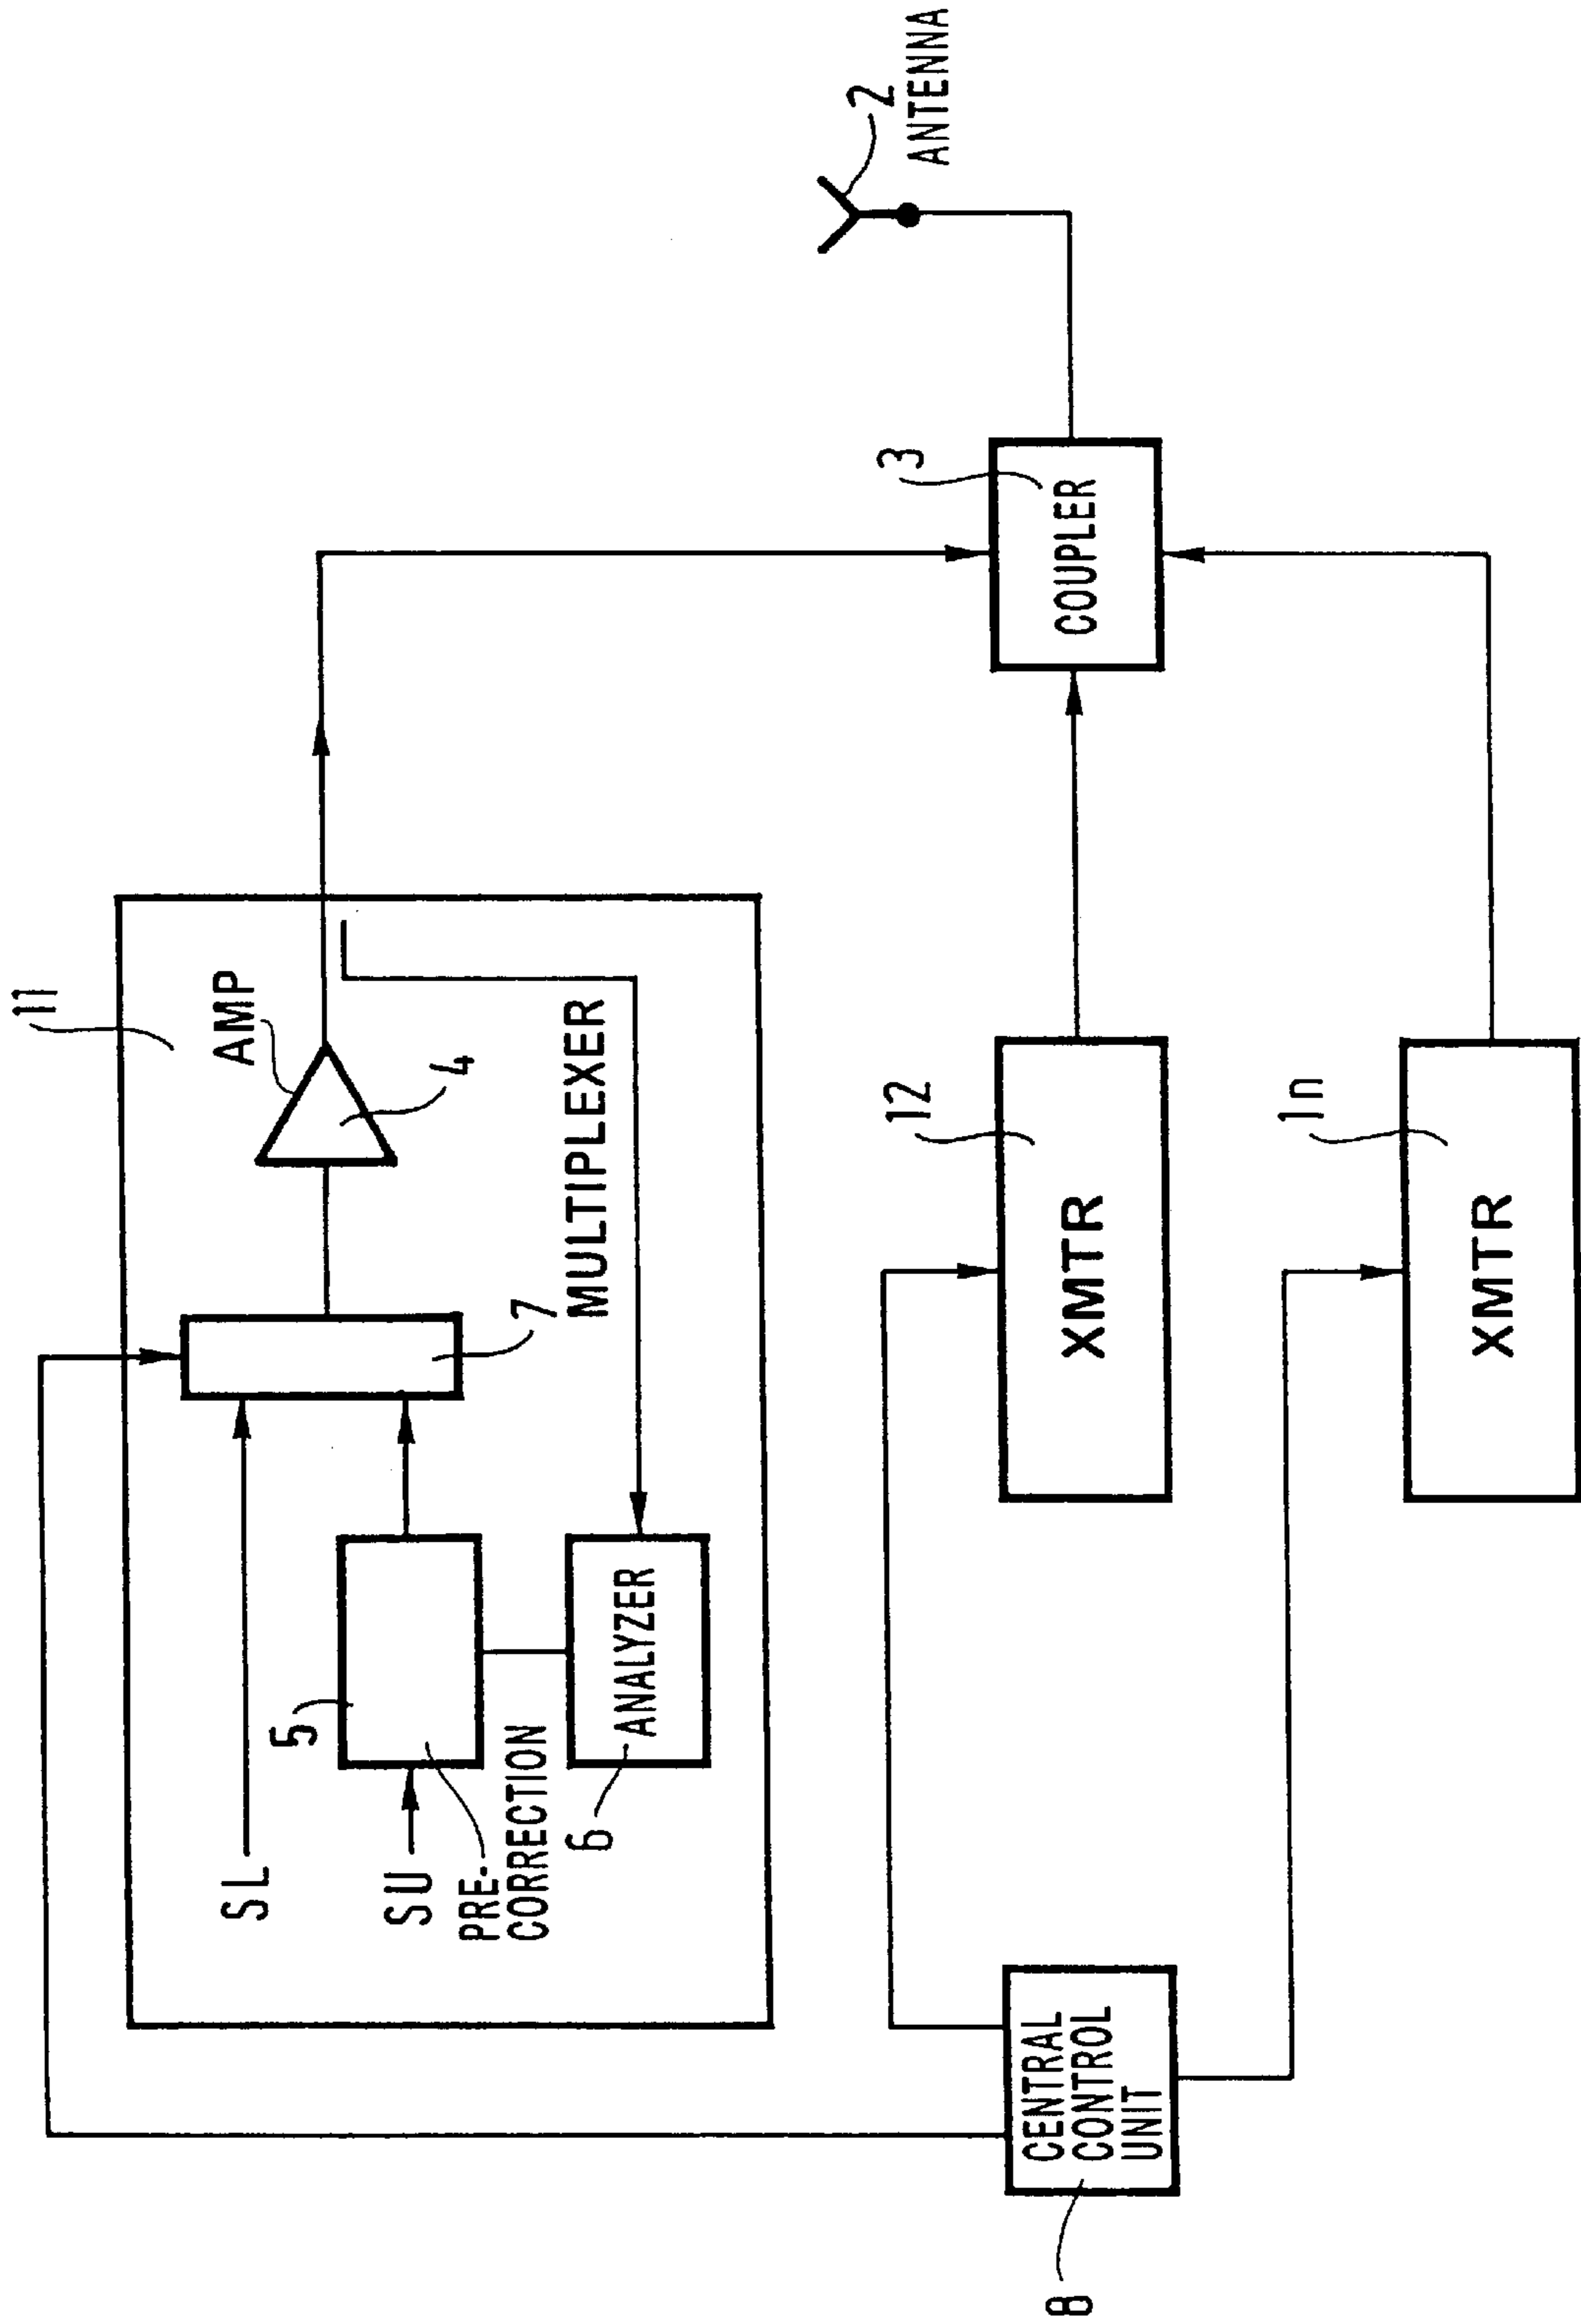 11
AMP
4
7
MULTIPLEXER
SL
5
SU
PRE-
CORRECTION
6
ANALYZER
2
ANTENNA
3
COUPLER
12
XMTR
1n
XMTR
CENTRAL
CONTROL
UNIT
8